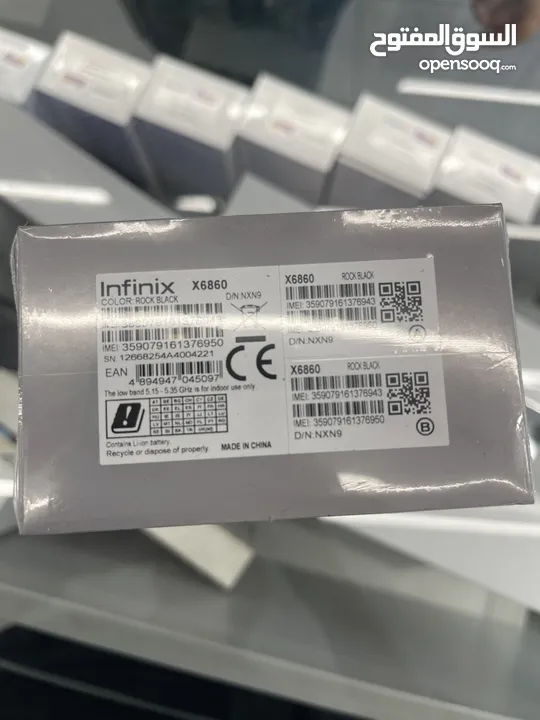 السوق المفتوح
opensooq.com
Infinix X6860
COLOR: ROCK BLACK
D/N:NXN9
IMEI: 359079161376950
SN: 12668254A4004221
EAN
4 894947 045097
The low band 5.15 - 5.35 GHz is for indoor use only
Contains Li-ion battery.
Recycle or dispose of properly.
MADE IN CHINA
CE
X6860 ROCK BLACK
IMEI: 359079161376943
D/N:NXN9
A
X6860 ROCK BLACK
IMEI: 359079161376943
IMEI: 359079161376950
D/N:NXN9
B